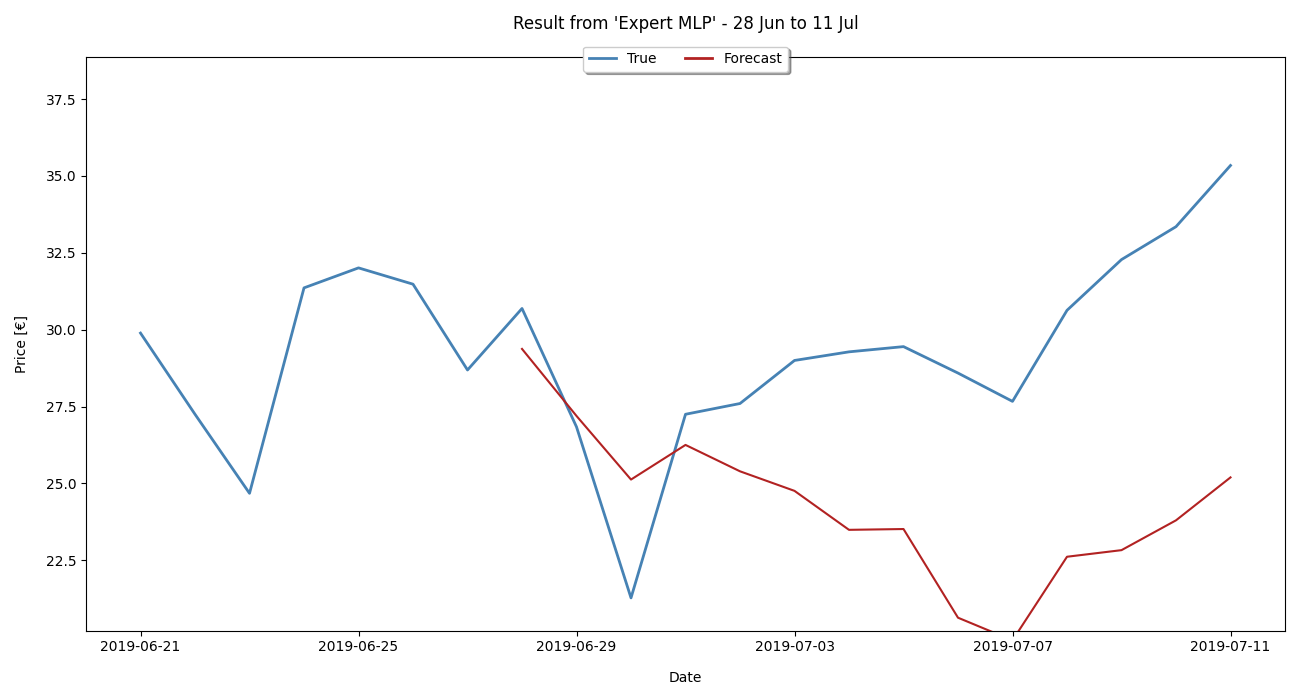 Result from 'Expert MLP' - 28 Jun to 11 Jul
True Forecast
37.5
35.0
32.5
30.0
27.5
25.0
22.5
Price [€]
2019-06-21 2019-06-25 2019-06-29 2019-07-03 2019-07-07 2019-07-11
Date